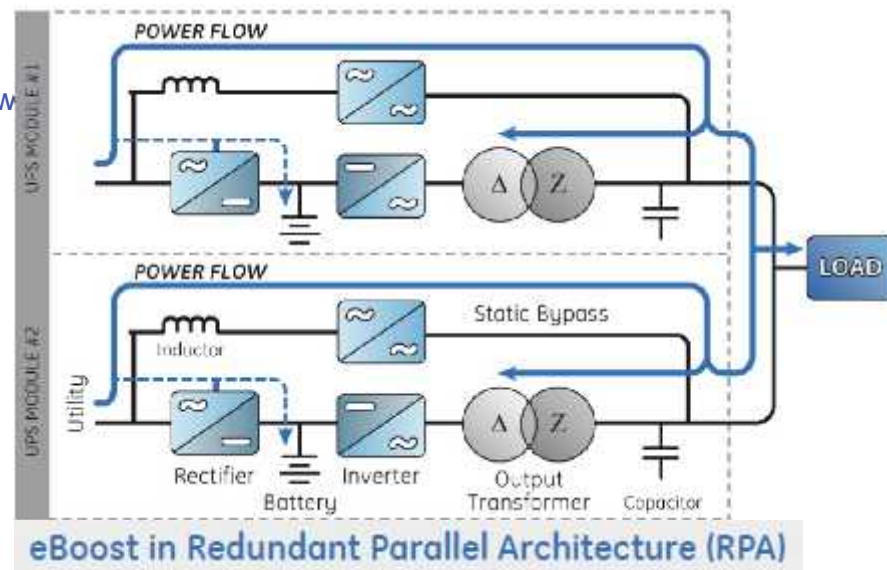 POWER FLOW
w
UPS MODULE #1
Δ Z
LOAD
POWER FLOW
Static Bypass
Inductor
UPS MODULE #2
Utility
Δ Z
Rectifier
Inverter
Output
Transformer
Battery
Capacitor
eBoost in Redundant Parallel Architecture (RPA)